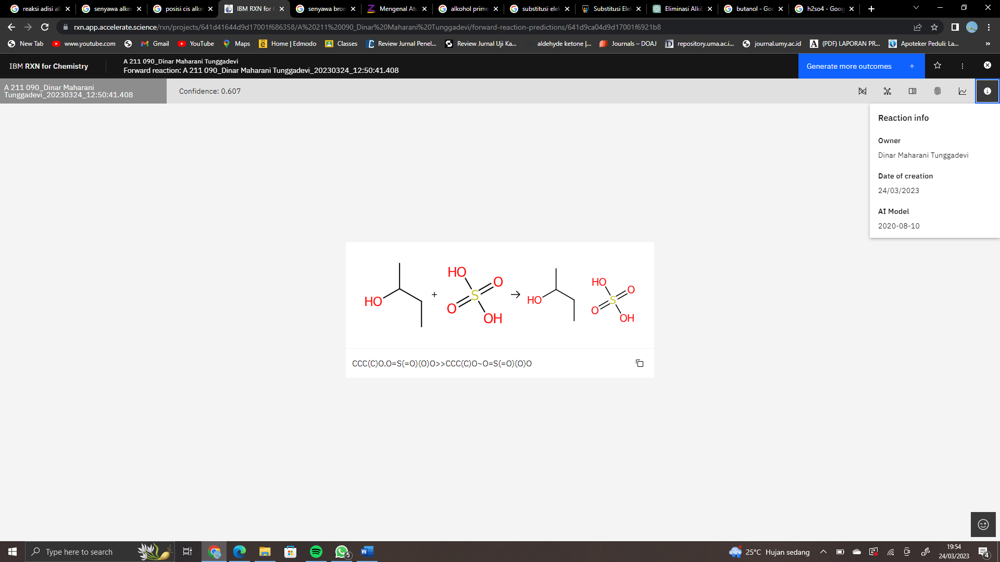 reaksi adisi al
senyawa alke
posisi cis alke
IBM RXN for C
senyawa bron
Mengenal Atu
alkohol prime
substitusi elek
Substitusi Elek
Eliminasi Alkil
butanol - Goo
h2so4 - Goog
rxn.app.accelerate.science/rxn/projects/641d41644d9d17001f686358/A%20211%20090_Dinar%20Maharani%20Tunggadevi/forward-reaction-predictions/641d9ca04d9d17001f6921b8
New Tab
www.youtube.com
Gmail
YouTube
Maps
Home | Edmodo
Classes
Review Jurnal Penel...
Review Jurnal Uji Ka...
aldehyde ketone |...
Journals – DOAJ
repository.uma.ac.i...
journal.umy.ac.id
(PDF) LAPORAN PR...
Apoteker Peduli: La...
»
IBM RXN for Chemistry
A 211 090_Dinar Maharani Tunggadevi
Forward reaction: A 211 090_Dinar Maharani Tunggadevi_20230324_12:50:41.408
Generate more outcomes +
A 211 090_Dinar Maharani
Tunggadevi_20230324_12:50:41.408
Confidence: 0.607
Reaction info
Owner
Dinar Maharani Tunggadevi
Date of creation
24/03/2023
AI Model
2020-08-10
HO
+
HO
O
S
O
OH
→
HO
HO
O
S
O
OH
CCC(C)O.O=S(=O)(O)O>>CCC(C)O~O=S(=O)(O)O
Type here to search
5
W
25°C Hujan sedang
19:54
24/03/2023
4